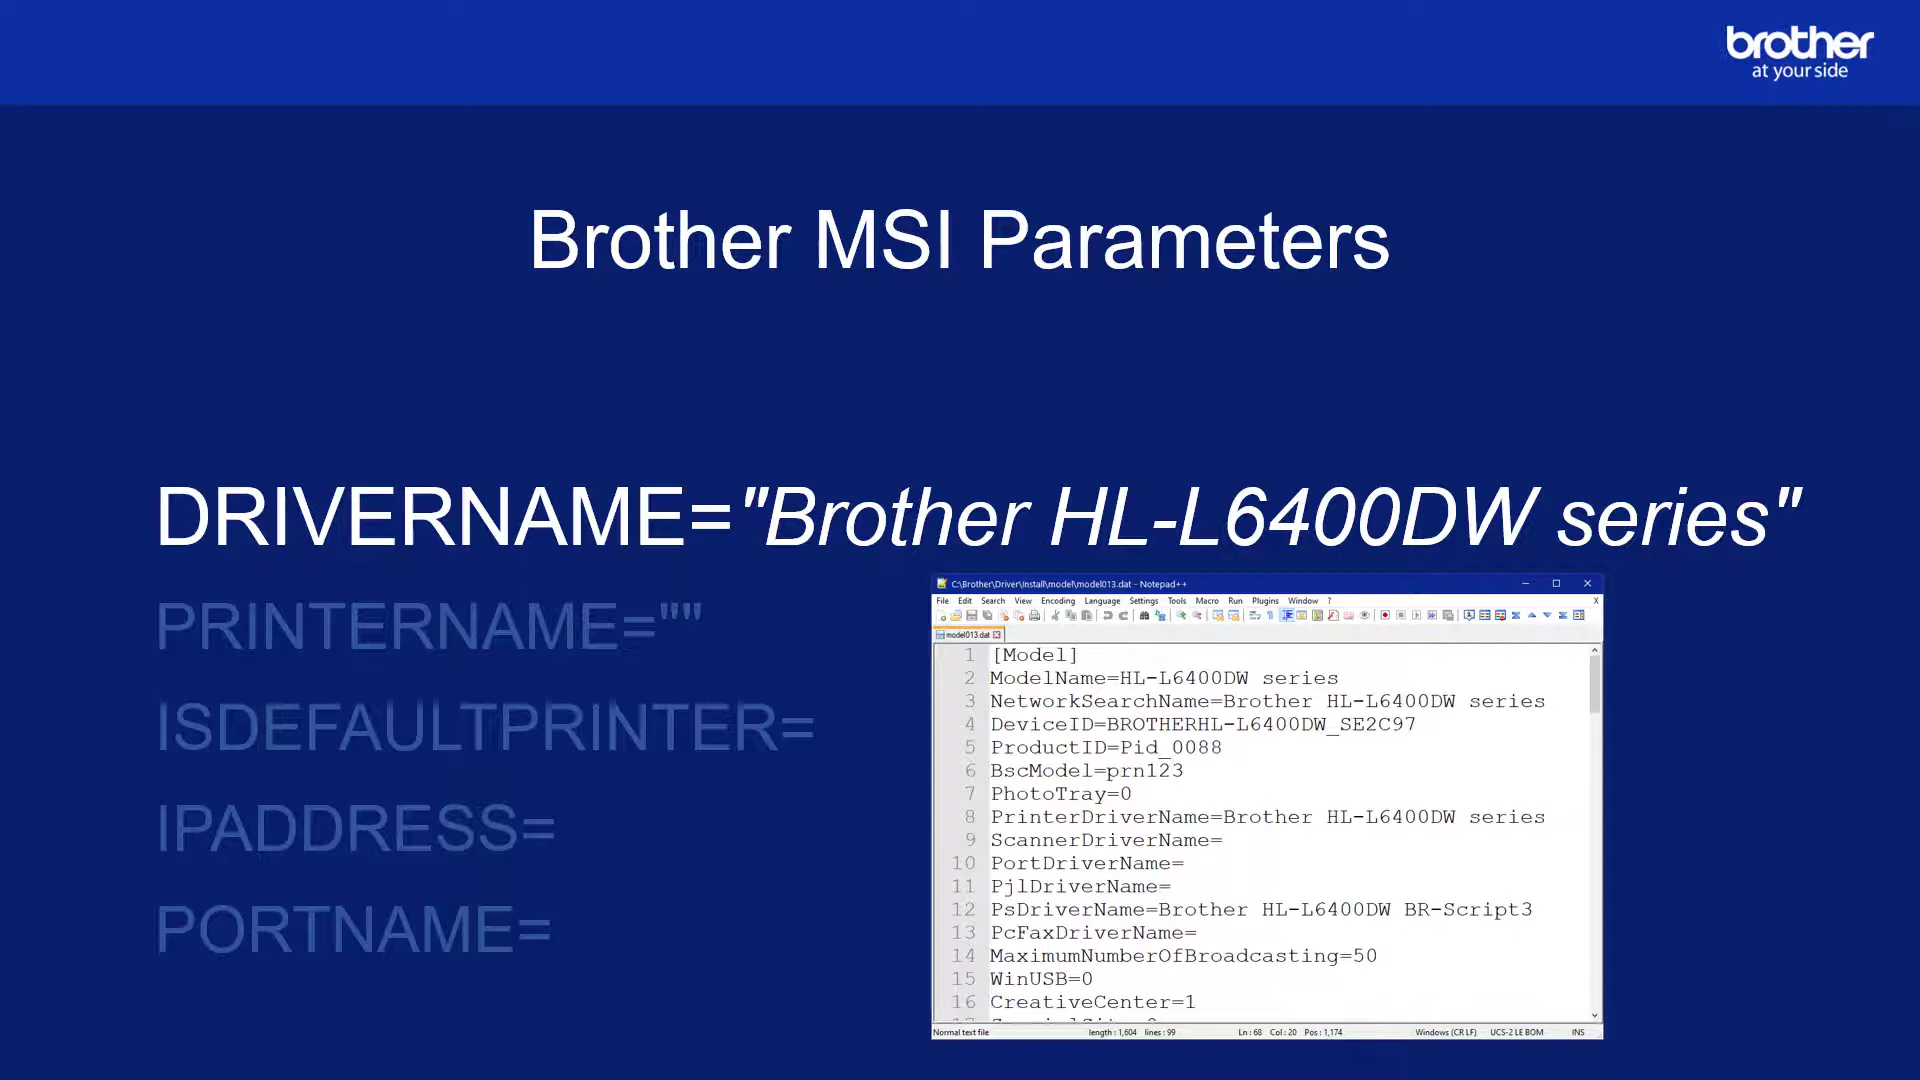 brother
at your side
Brother MSI Parameters
DRIVERNAME="Brother HL-L6400DW series"
PRINTERNAME=""
ISDEFAULTPRINTER=
IPADDRESS=
PORTNAME=
C:\Brother\Driver\Install\model\model013.dat - Notepad++
File Edit Search View Encoding Language Settings Tools Macro Run Plugins Window ? X
model013.dat
1 [Model]
2 ModelName=HL-L6400DW series
3 NetworkSearchName=Brother HL-L6400DW series
4 DeviceID=BROTHERHL-L6400DW_SE2C97
5 ProductID=Pid_0088
6 BscModel=prn123
7 PhotoTray=0
8 PrinterDriverName=Brother HL-L6400DW series
9 ScannerDriverName=
10 PortDriverName=
11 PjlDriverName=
12 PsDriverName=Brother HL-L6400DW BR-Script3
13 PcFaxDriverName=
14 MaximumNumberOfBroadcasting=50
15 WinUSB=0
16 CreativeCenter=1
Normal text file length : 1,604 lines : 99 Ln : 68 Col : 20 Pos : 1,174 Windows (CR LF) UCS-2 LE BOM INS